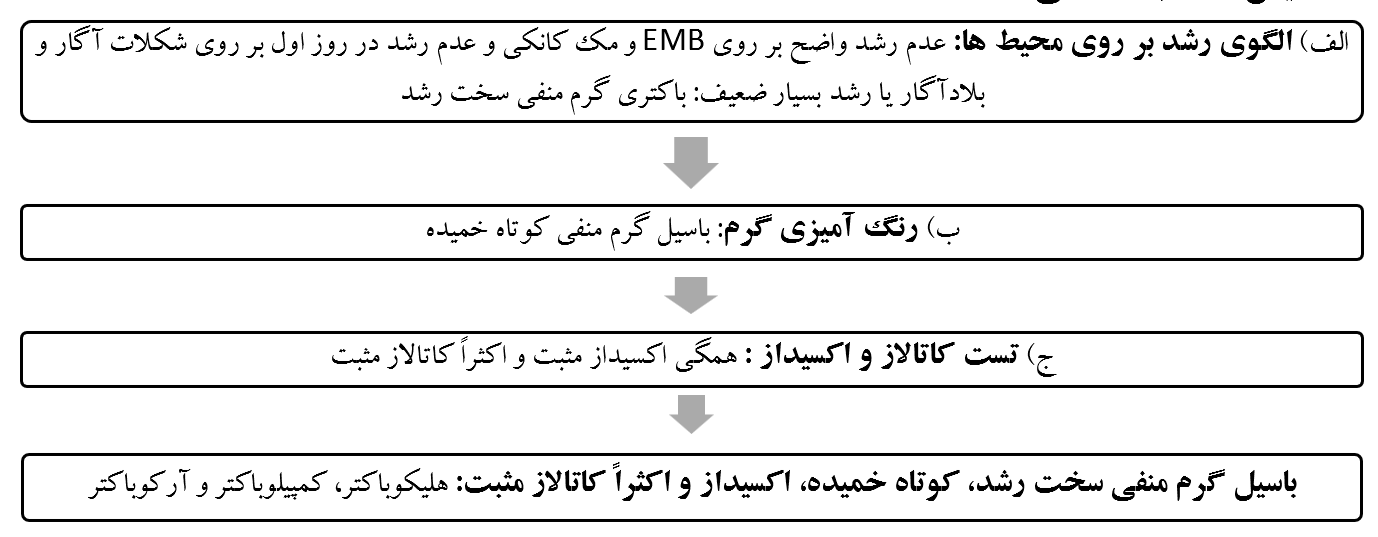 الف) الگوی رشد بر روی محیط ها: عدم رشد واضح بر روی EMB و مک کانکی و عدم رشد در روز اول بر روی شکلات آگار و
بلادآگار یا رشد بسیار ضعیف: باکتری گرم منفی سخت رشد
ب) رنگ آمیزی گرم: باسیل گرم منفی کوتاه خمیده
ج) تست کاتالاز و اکسیداز : همگی اکسیداز مثبت و اکثراً کاتالاز مثبت
باسیل گرم منفی سخت رشد، کوتاه خمیده، اکسیداز و اکثراً کاتالاز مثبت: هلیکوباکتر، کمپیلوباکتر و آرکوباکتر